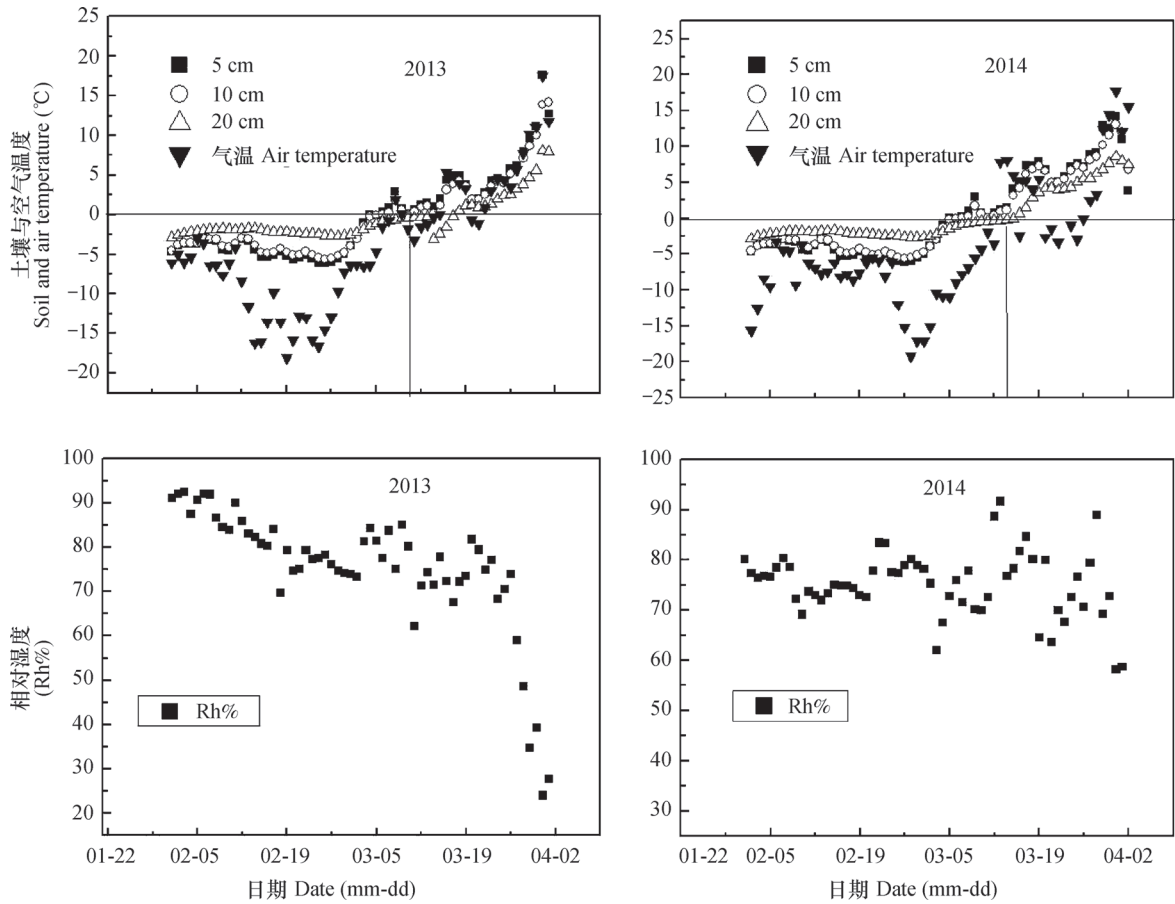 土壤与空气温度
Soil and air temperature (℃)
25
20
15
10
5
0
−5
−10
−15
−20
2013
5 cm
10 cm
20 cm
气温 Air temperature
25
20
15
10
5
0
−5
−10
−15
−20
−25
2014
5 cm
10 cm
20 cm
气温 Air temperature
相对湿度
(Rh%)
100
90
80
70
60
50
40
30
20
2013
Rh%
01-22 02-05 02-19 03-05 03-19 04-02
日期 Date (mm-dd)
100
90
80
70
60
50
40
30
2014
Rh%
01-22 02-05 02-19 03-05 03-19 04-02
日期 Date (mm-dd)